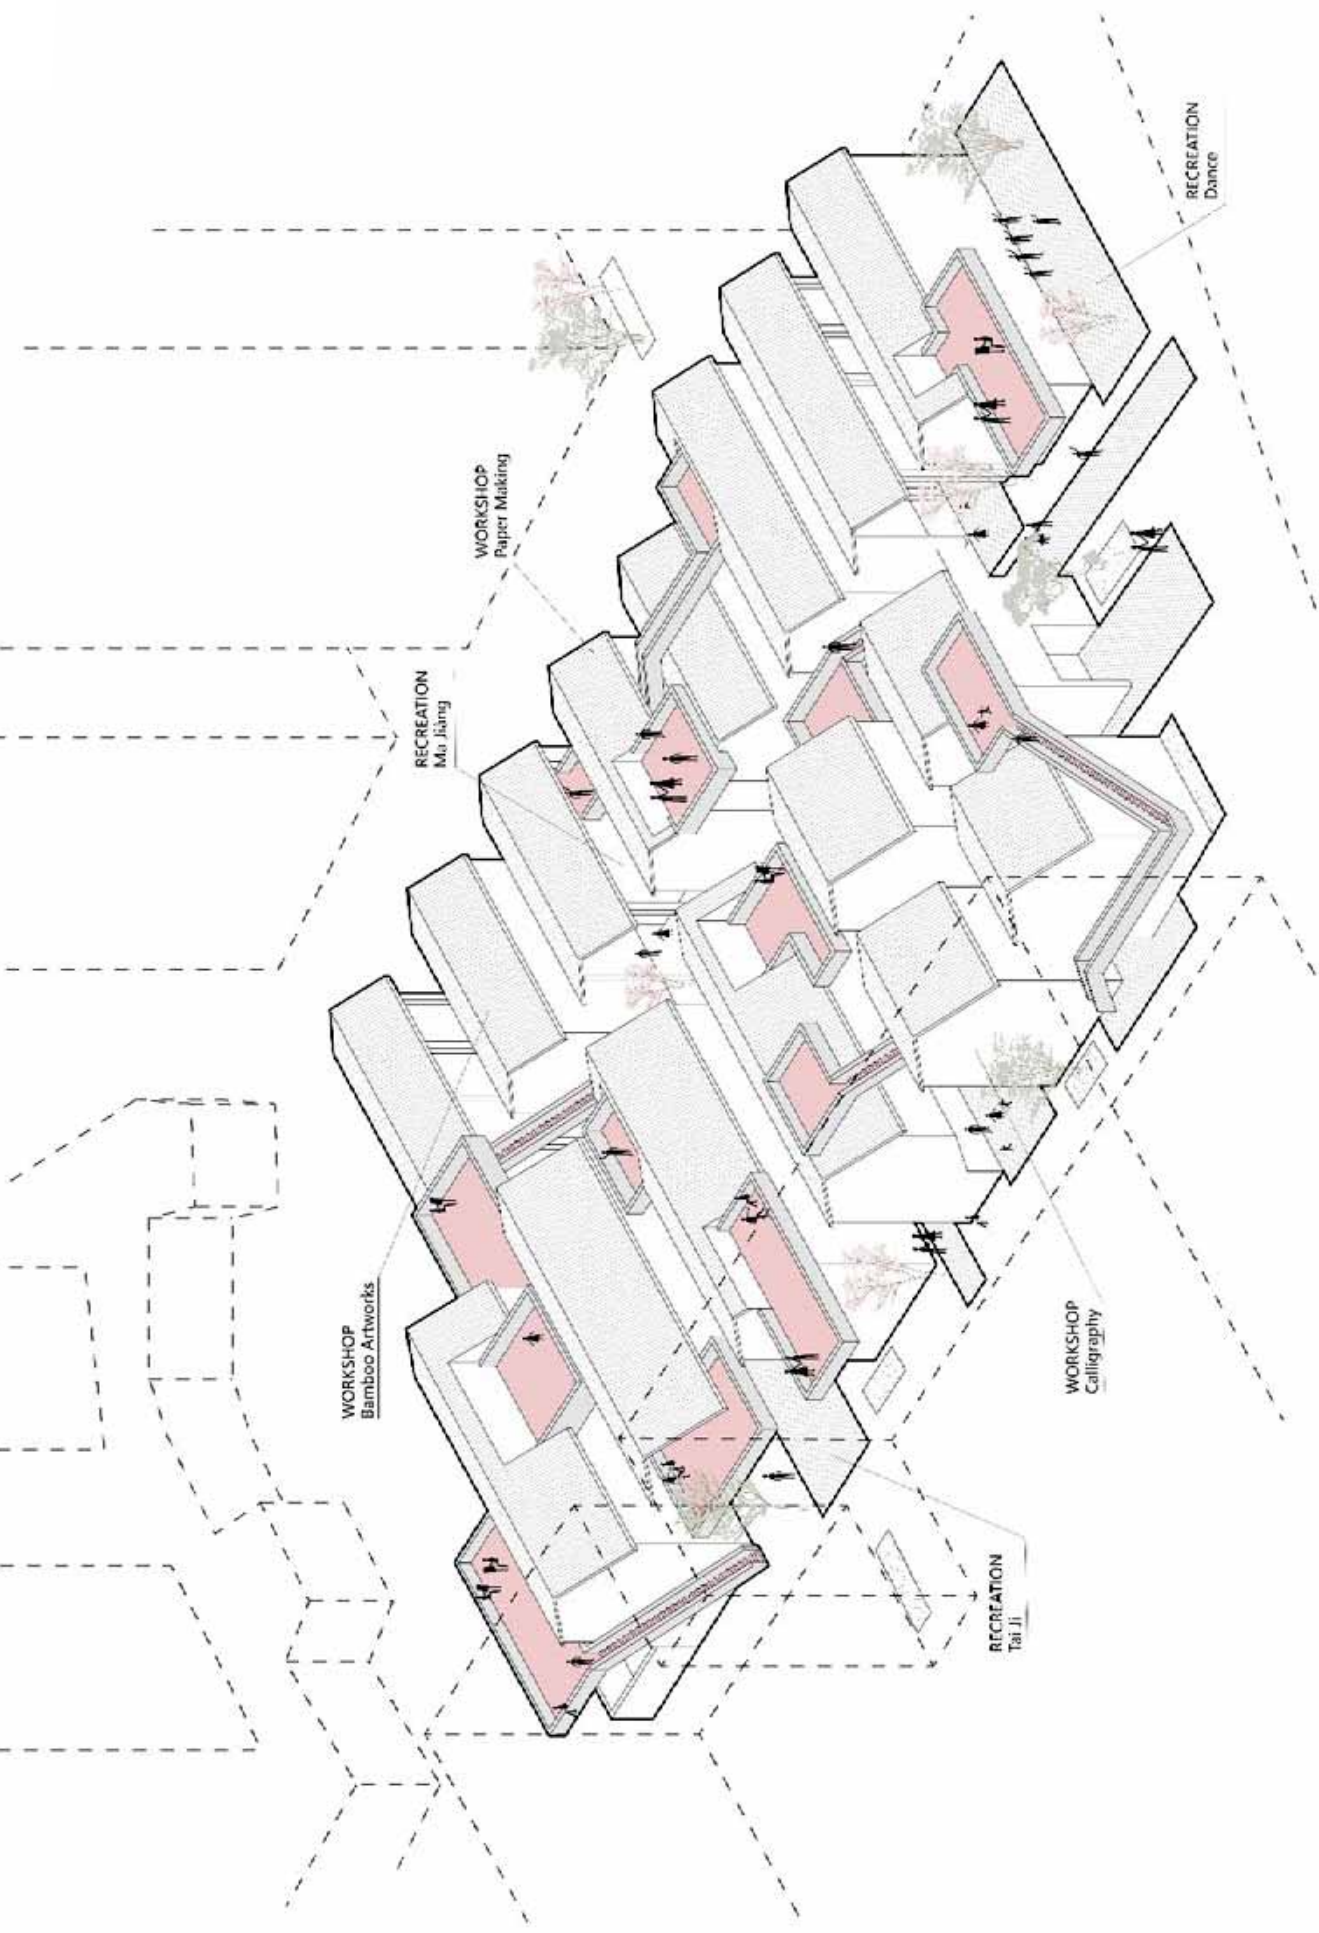 WORKSHOP
Bamboo Artworks
RECREATION
Ma Jiàng
WORKSHOP
Paper Making
RECREATION
Tai Ji
WORKSHOP
Calligraphy
RECREATION
Dance